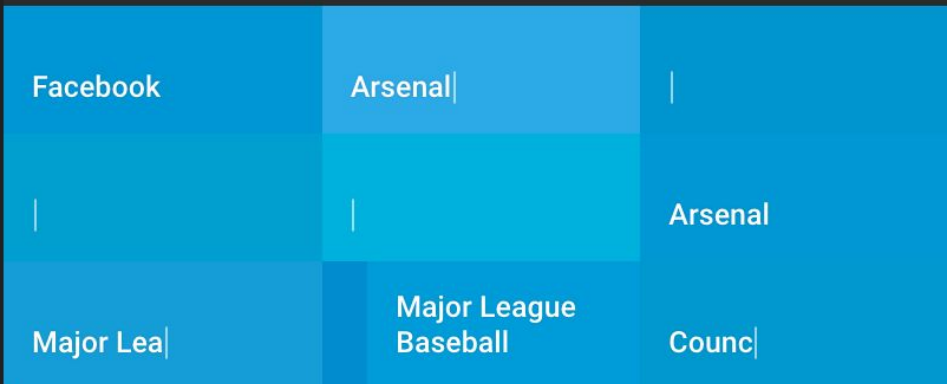 Facebook
Arsenal
Arsenal
Major Lea
Major League
Baseball
Counc